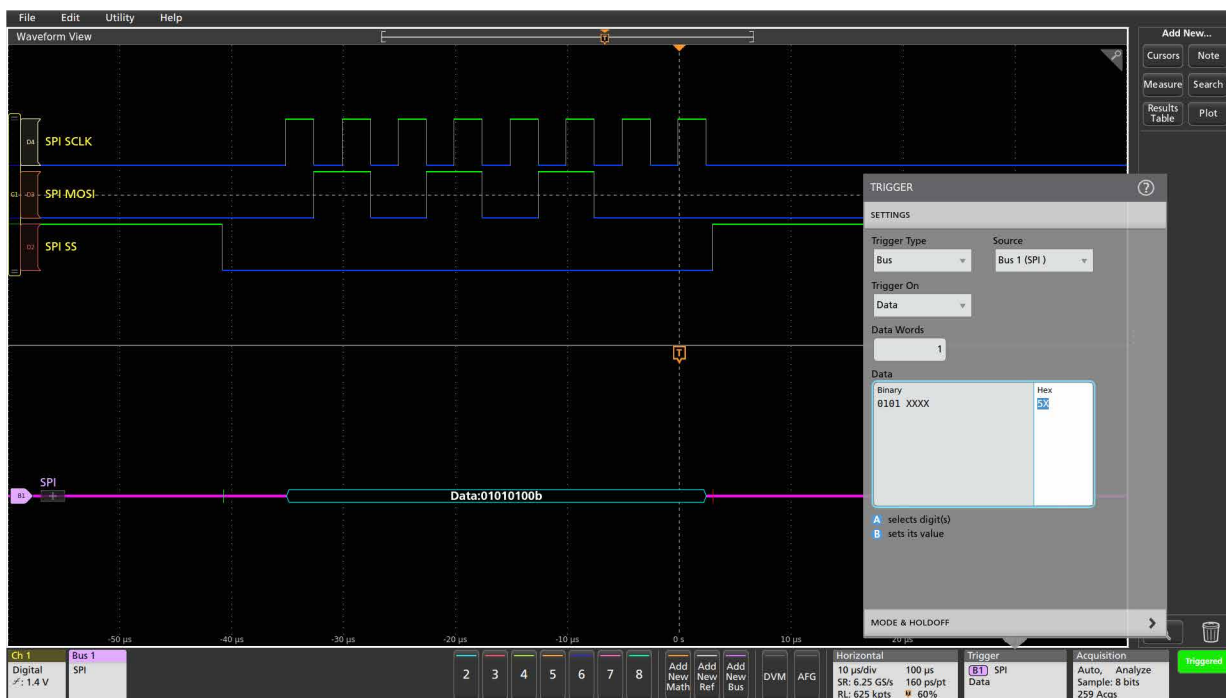 File Edit Utility Help
Waveform View
Add New...
Cursors Note
Measure Search
Results Table Plot
T
D4 SPI SCLK
C1 D3 SPI MOSI
D2 SPI SS
TRIGGER ?
SETTINGS
Trigger Type Source
Bus Bus 1 (SPI )
Trigger On
Data
Data Words
1
Data
Binary Hex
0101 XXXX 5X
T
SPI
B1 + Data:01010100b
A selects digit(s)
B sets its value
MODE & HOLDOFF
-50 µs -40 µs -30 µs -20 µs -10 µs 0 s 10 µs 20 µs
Ch 1
Digital
: 1.4 V
Bus 1
SPI
2 3 4 5 6 7 8
Add New Math
Add New Ref
Add New Bus
DVM AFG
Horizontal
10 µs/div 100 µs
SR: 6.25 GS/s 160 ps/pt
RL: 625 kpts 60%
Trigger
B1 SPI
Data
Acquisition
Auto, Analyze
Sample: 8 bits
259 Acqs
Triggered